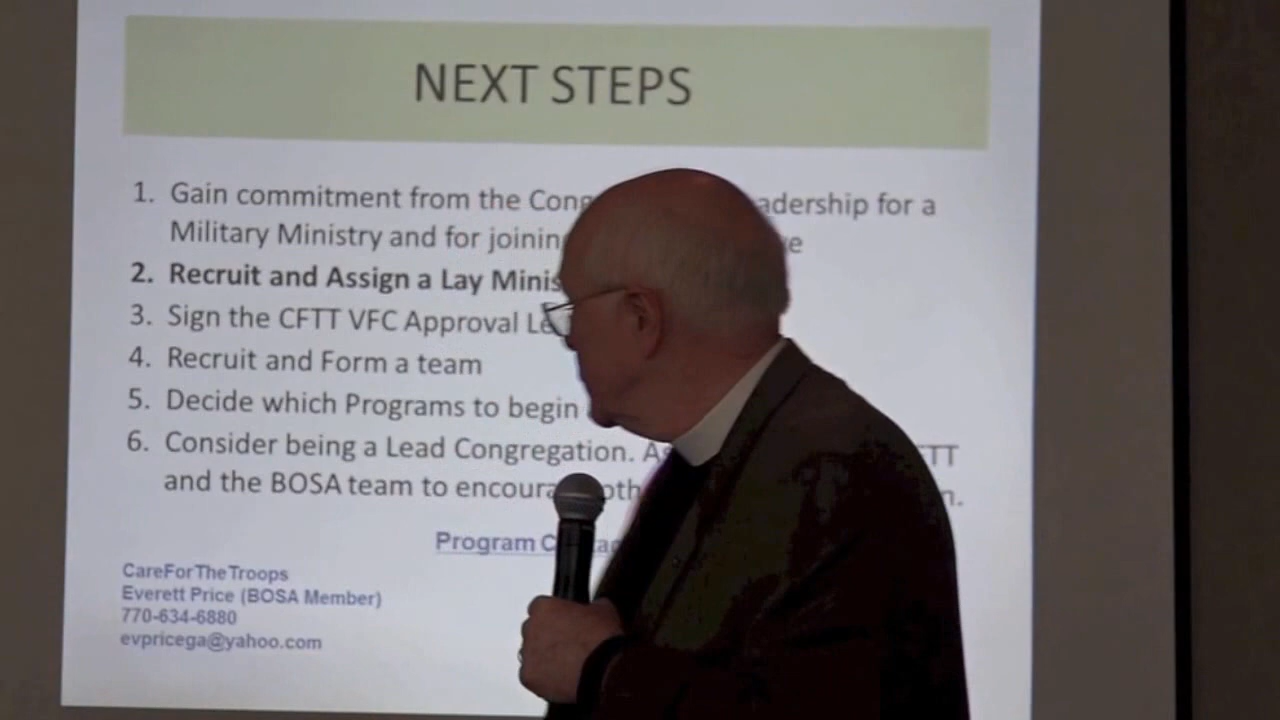 NEXT STEPS
1. Gain commitment from the Cong adership for a
Military Ministry and for joinin e
2. Recruit and Assign a Lay Minis
3. Sign the CFTT VFC Approval Le
4. Recruit and Form a team
5. Decide which Programs to begin
6. Consider being a Lead Congregation. As TT
and the BOSA team to encoura oth n.
Program C ta
CareForTheTroops
Everett Price (BOSA Member)
770-634-6880
evpricega@yahoo.com